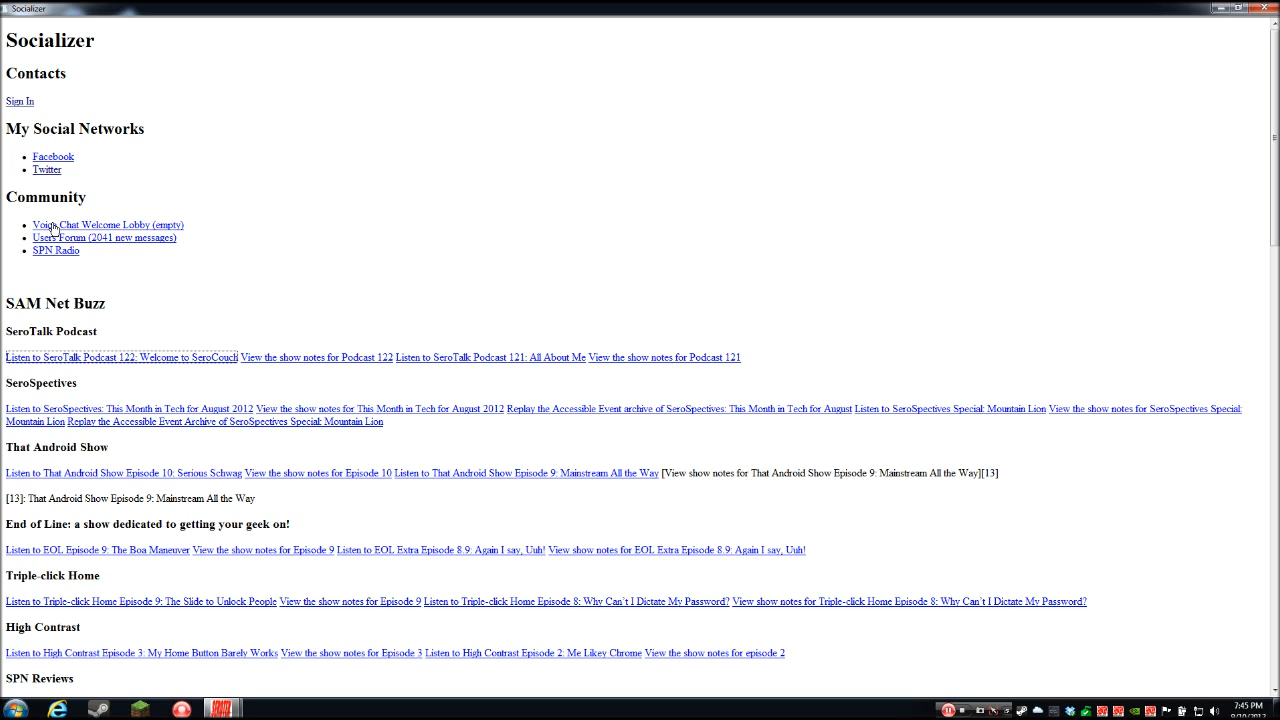 Socializer
Socializer
Contacts
Sign In
My Social Networks
Facebook
Twitter
Community
Voice Chat Welcome Lobby (empty)
Users Forum (2041 new messages)
SPN Radio
SAM Net Buzz
SeroTalk Podcast
Listen to SeroTalk Podcast 122: Welcome to SeroCouch View the show notes for Podcast 122 Listen to SeroTalk Podcast 121: All About Me View the show notes for Podcast 121
SeroSpectives
Listen to SeroSpectives: This Month in Tech for August 2012 View the show notes for This Month in Tech for August 2012 Replay the Accessible Event archive of SeroSpectives: This Month in Tech for August Listen to SeroSpectives Special: Mountain Lion View the show notes for SeroSpectives Special:
Mountain Lion Replay the Accessible Event Archive of SeroSpectives Special: Mountain Lion
That Android Show
Listen to That Android Show Episode 10: Serious Schwag View the show notes for Episode 10 Listen to That Android Show Episode 9: Mainstream All the Way [View show notes for That Android Show Episode 9: Mainstream All the Way][13]
[13]: That Android Show Episode 9: Mainstream All the Way
End of Line: a show dedicated to getting your geek on!
Listen to EOL Episode 9: The Boa Maneuver View the show notes for Episode 9 Listen to EOL Extra Episode 8.9: Again I say, Uuh! View show notes for EOL Extra Episode 8.9: Again I say, Uuh!
Triple-click Home
Listen to Triple-click Home Episode 9: The Slide to Unlock People View the show notes for Episode 9 Listen to Triple-click Home Episode 8: Why Can't I Dictate My Password? View show notes for Triple-click Home Episode 8: Why Can't I Dictate My Password?
High Contrast
Listen to High Contrast Episode 3: My Home Button Barely Works View the show notes for Episode 3 Listen to High Contrast Episode 2: Me Likey Chrome View the show notes for episode 2
SPN Reviews
7:45 PM